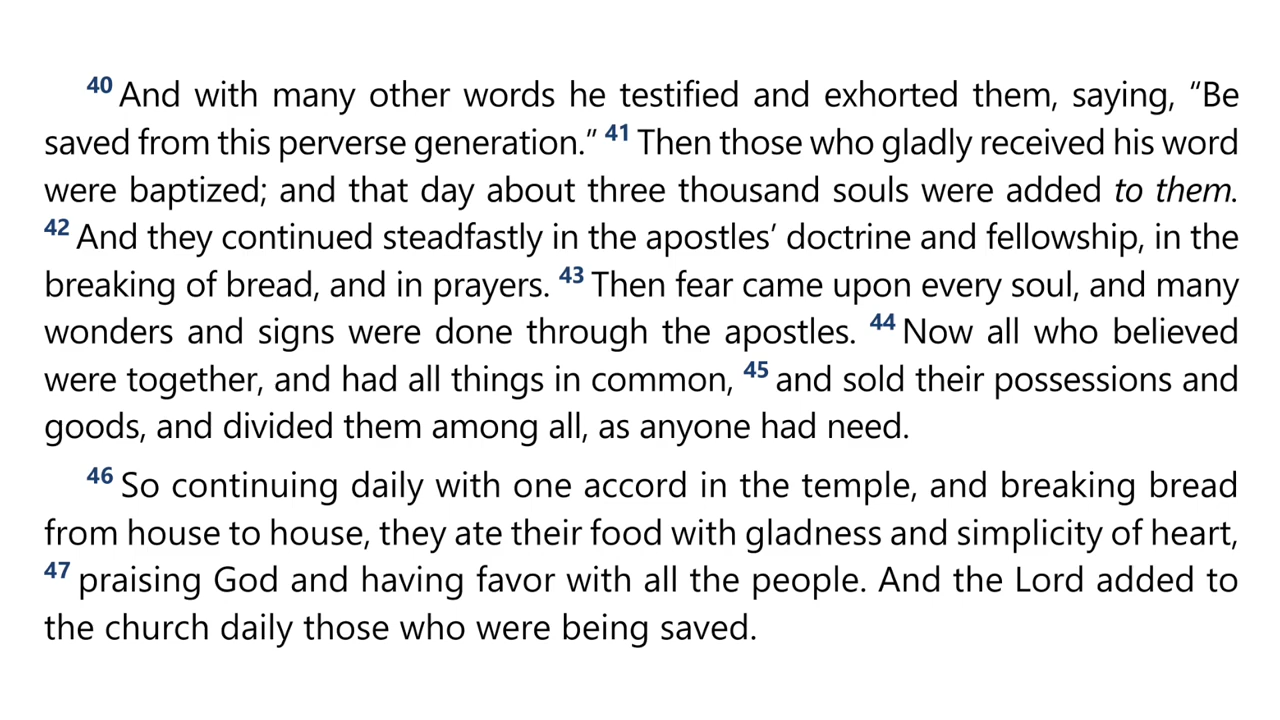 40 And with many other words he testified and exhorted them, saying, “Be
saved from this perverse generation.” 41 Then those who gladly received his word
were baptized; and that day about three thousand souls were added to them.
42 And they continued steadfastly in the apostles’ doctrine and fellowship, in the
breaking of bread, and in prayers. 43 Then fear came upon every soul, and many
wonders and signs were done through the apostles. 44 Now all who believed
were together, and had all things in common, 45 and sold their possessions and
goods, and divided them among all, as anyone had need.
46 So continuing daily with one accord in the temple, and breaking bread
from house to house, they ate their food with gladness and simplicity of heart,
47 praising God and having favor with all the people. And the Lord added to
the church daily those who were being saved.